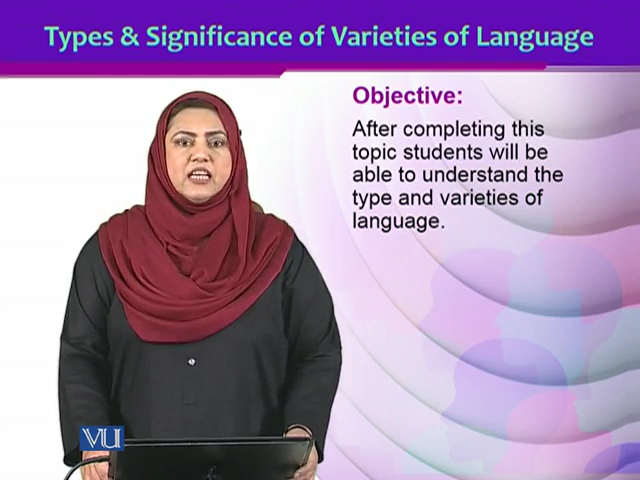 Types & Significance of Varieties of Language
Objective:
After completing this
topic students will be
able to understand the
type and varieties of
language.
VU